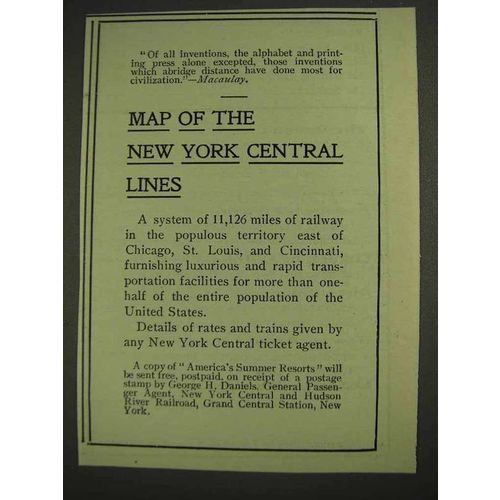 "Of all inventions, the alphabet and print-
ing press alone excepted, those inventions
which abridge distance have done most for
civilization."—Macaulay.
MAP OF THE
NEW YORK CENTRAL
LINES
A system of 11,126 miles of railway
in the populous territory east of
Chicago, St. Louis, and Cincinnati,
furnishing luxurious and rapid trans-
portation facilities for more than one-
half of the entire population of the
United States.
Details of rates and trains given by
any New York Central ticket agent.
A copy of "America's Summer Resorts" will
be sent free, postpaid, on receipt of a postage
stamp by George H. Daniels, General Passen-
ger Agent, New York Central and Hudson
River Railroad, Grand Central Station, New
York.